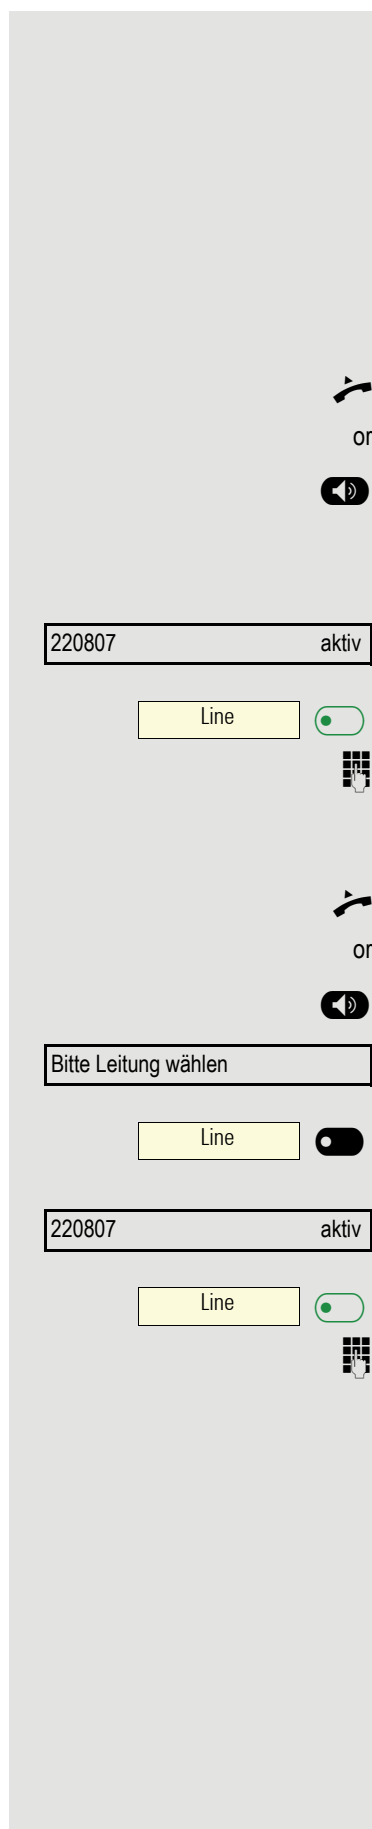 or
220807 aktiv
Line
or
Bitte Leitung wählen
Line
220807 aktiv
Line